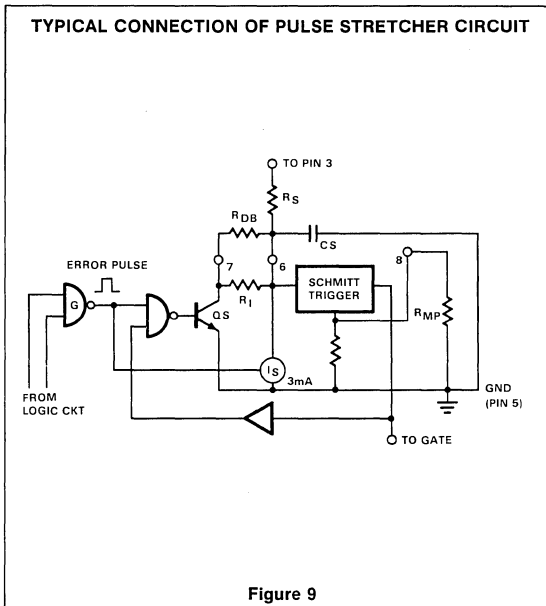 TYPICAL CONNECTION OF PULSE STRETCHER CIRCUIT
TO PIN 3
RS
RDB
CS
7
6
8
ERROR PULSE
G
QS
RI
SCHMITT
TRIGGER
RMP
IS
3mA
FROM
LOGIC CKT
GND
(PIN 5)
TO GATE
Figure 9